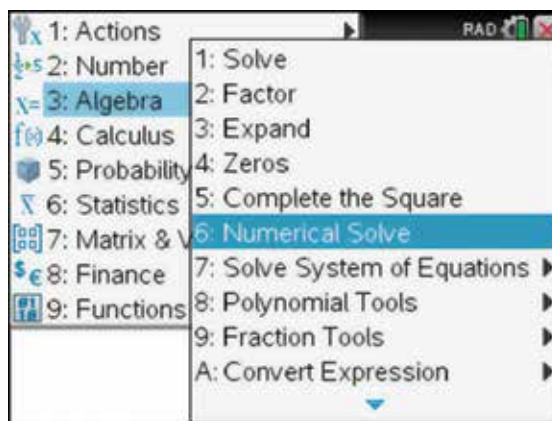 1: Actions
2: Number
3: Algebra
4: Calculus
5: Probability
6: Statistics
7: Matrix & V
8: Finance
9: Functions
RAD
1: Solve
2: Factor
3: Expand
4: Zeros
5: Complete the Square
6: Numerical Solve
7: Solve System of Equations
8: Polynomial Tools
9: Fraction Tools
A: Convert Expression